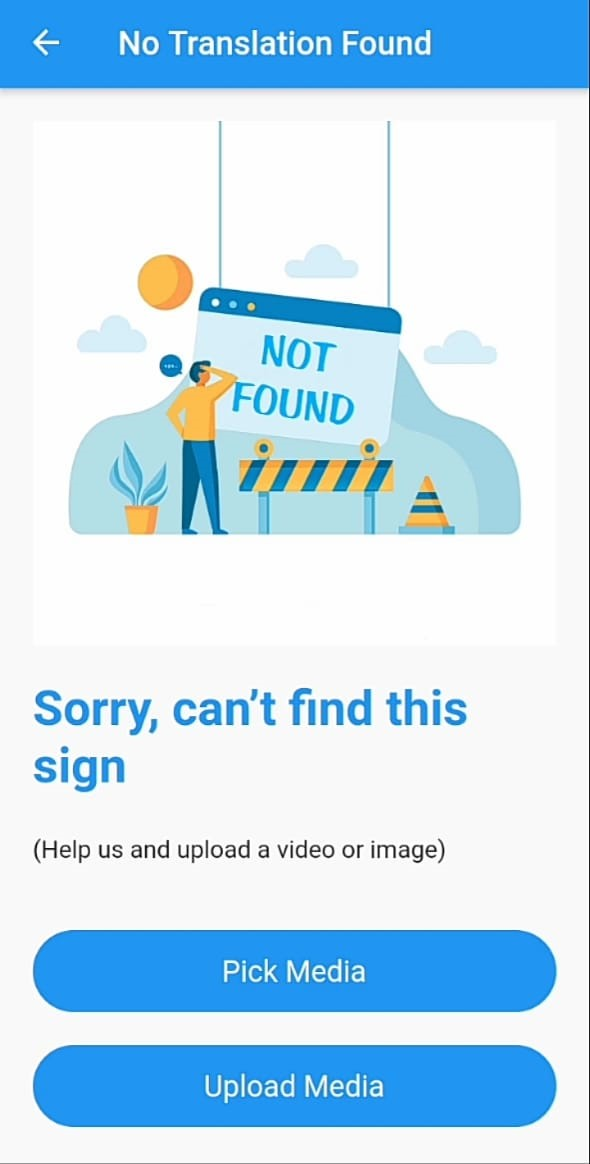 No Translation Found
NOT
FOUND
Sorry, can’t find this
sign
(Help us and upload a video or image)
Pick Media
Upload Media